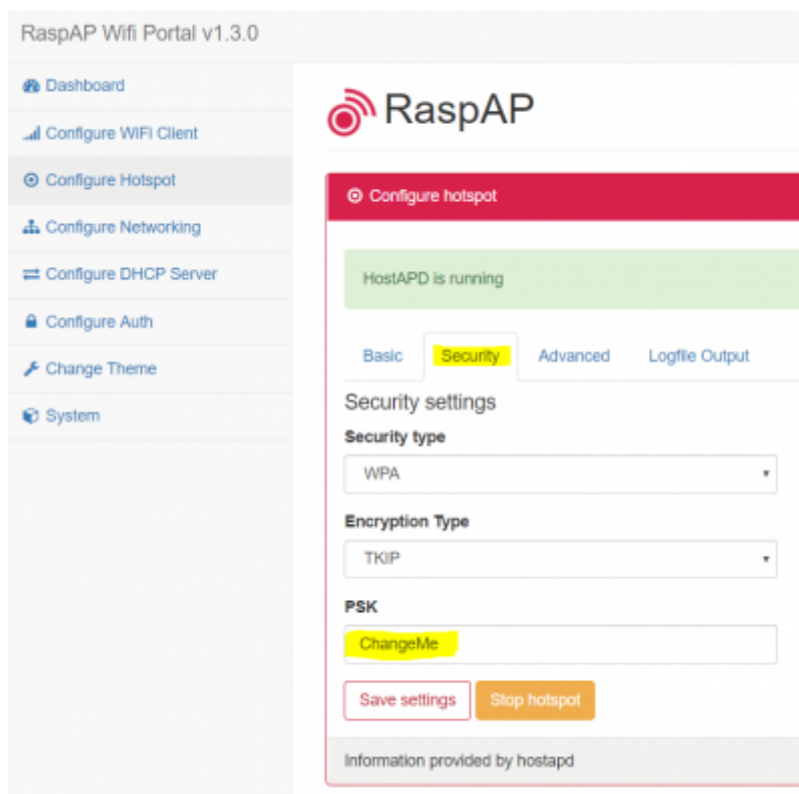 RaspAP Wifi Portal v1.3.0
Dashboard
Configure WiFi Client
Configure Hotspot
Configure Networking
Configure DHCP Server
Configure Auth
Change Theme
System
RaspAP
Configure hotspot
HostAPD is running
Basic Security Advanced Logfile Output
Security settings
Security type
WPA
Encryption Type
TKIP
PSK
ChangeMe
Save settings Stop hotspot
Information provided by hostapd